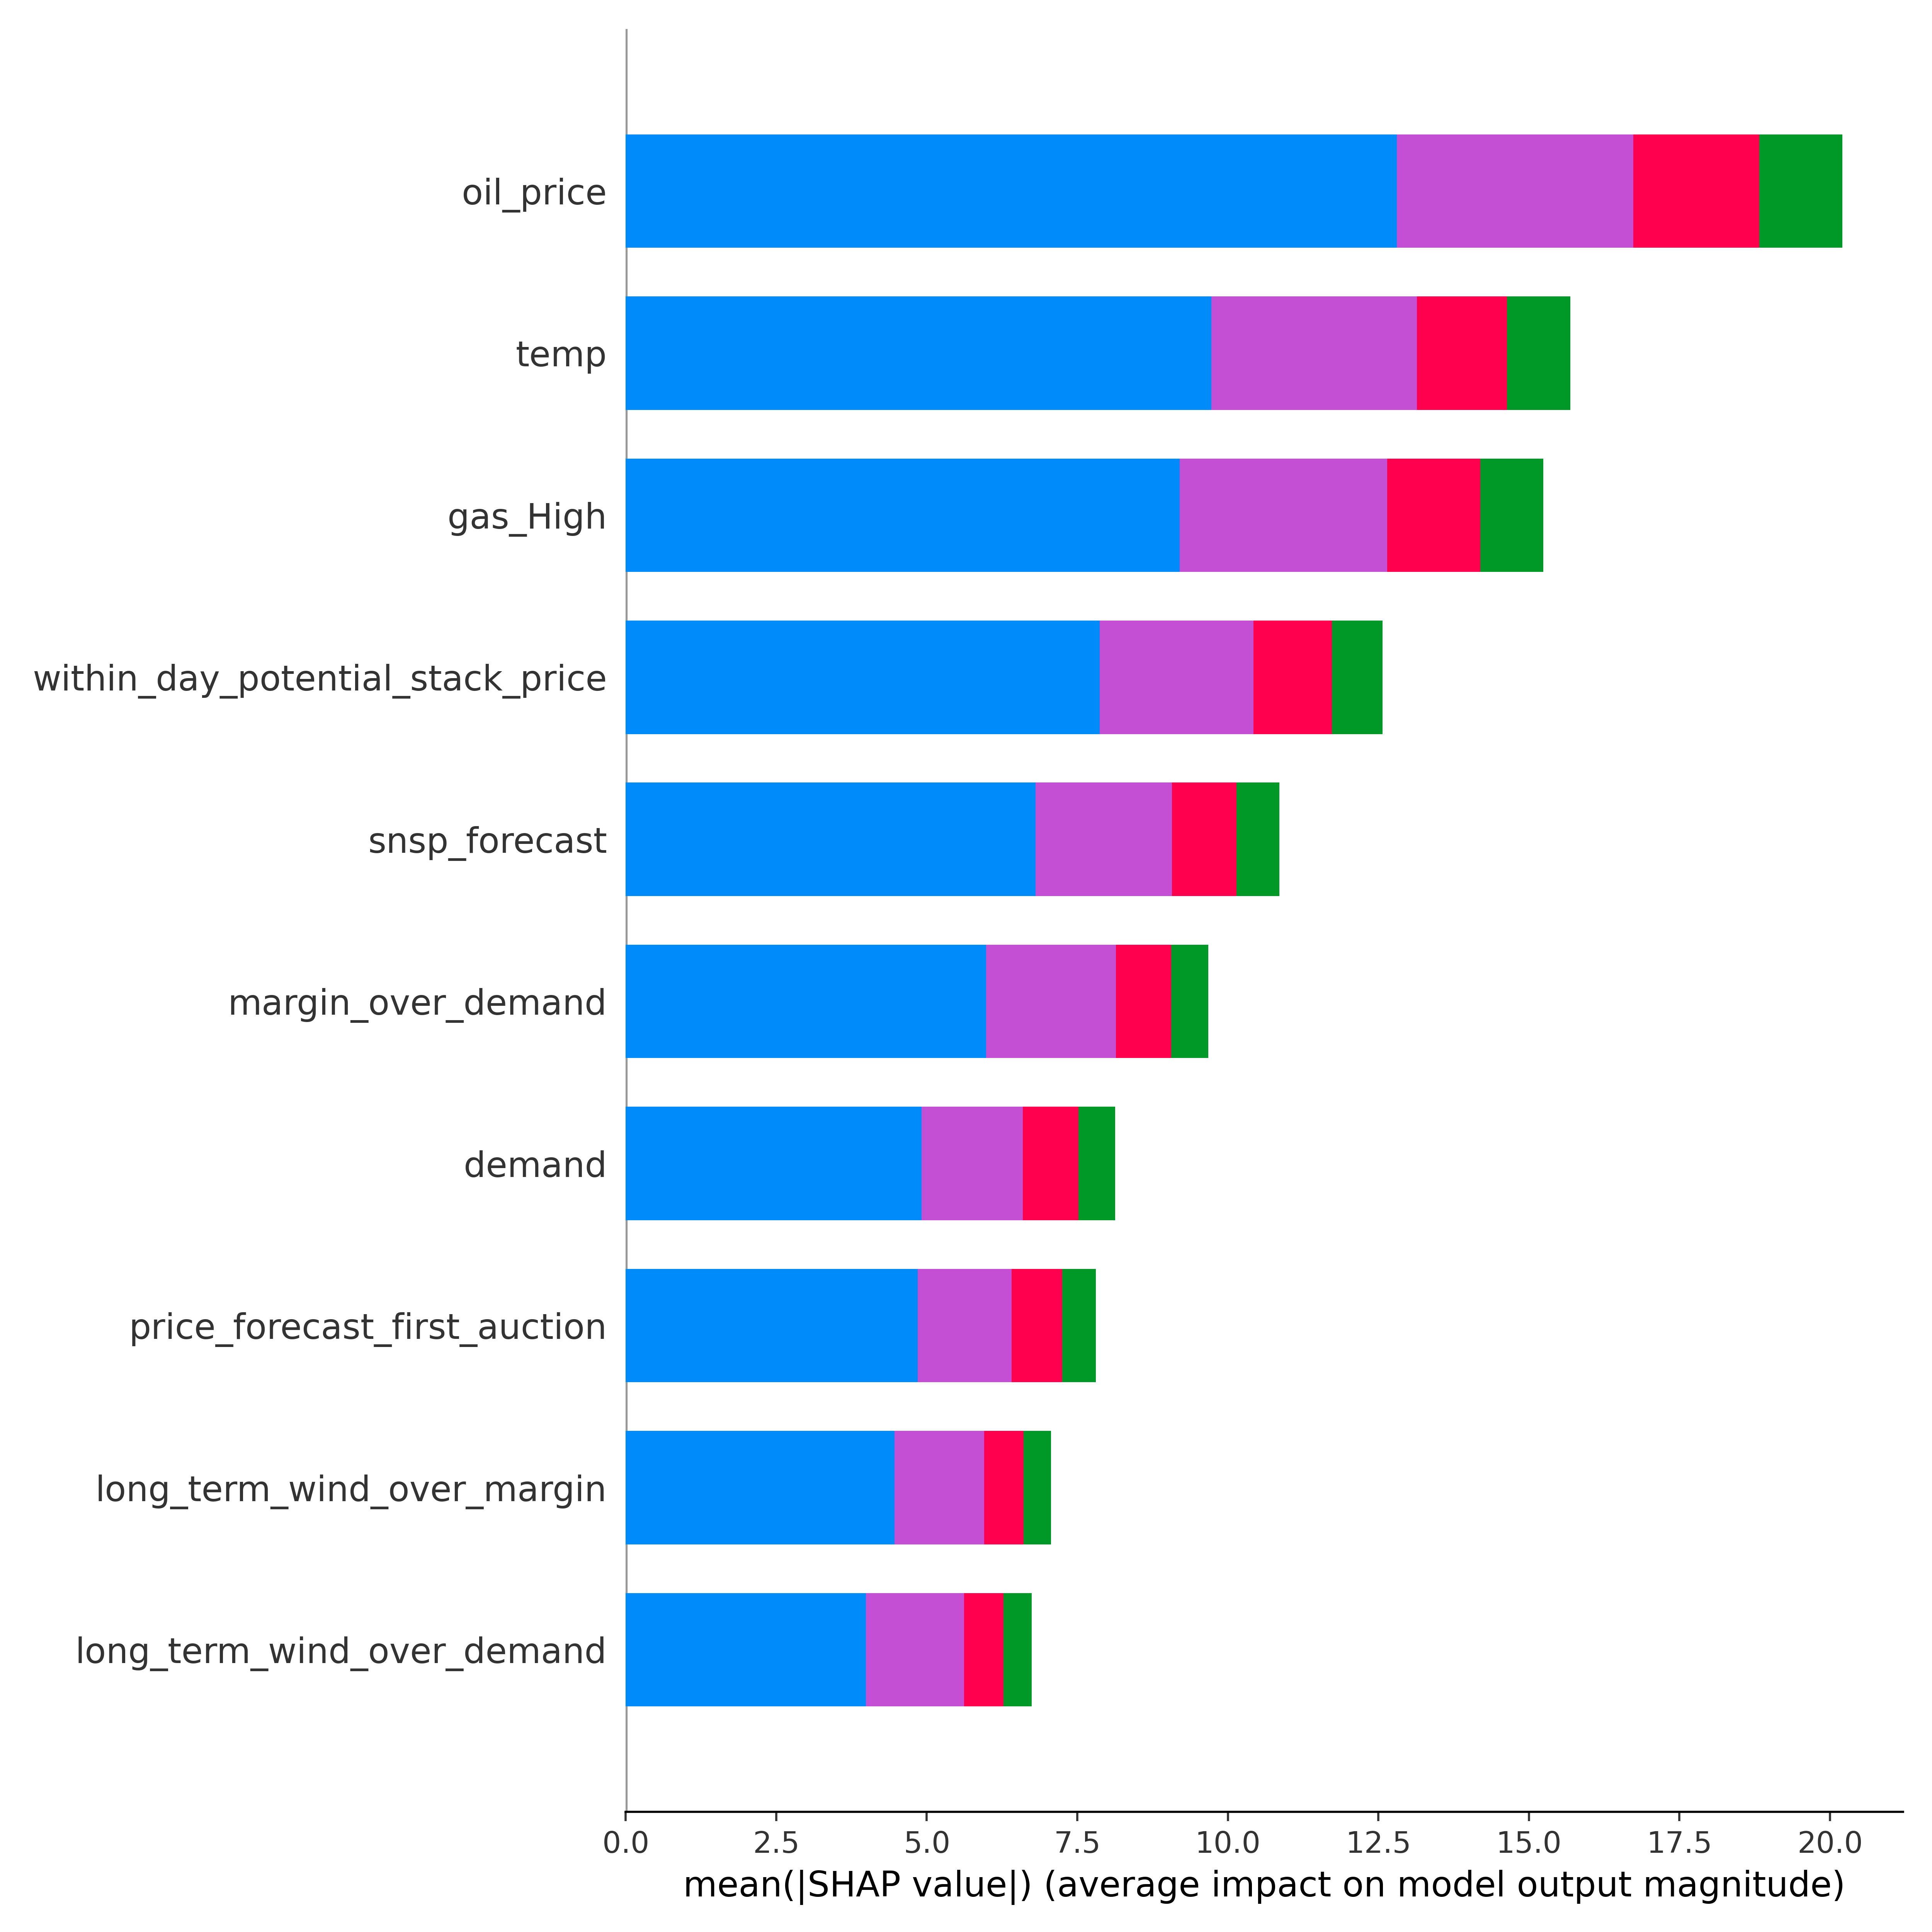 oil_price
temp
gas_High
within_day_potential_stack_price
snsp_forecast
margin_over_demand
demand
price_forecast_first_auction
long_term_wind_over_margin
long_term_wind_over_demand
0.0 2.5 5.0 7.5 10.0 12.5 15.0 17.5 20.0
mean(|SHAP value|) (average impact on model output magnitude)